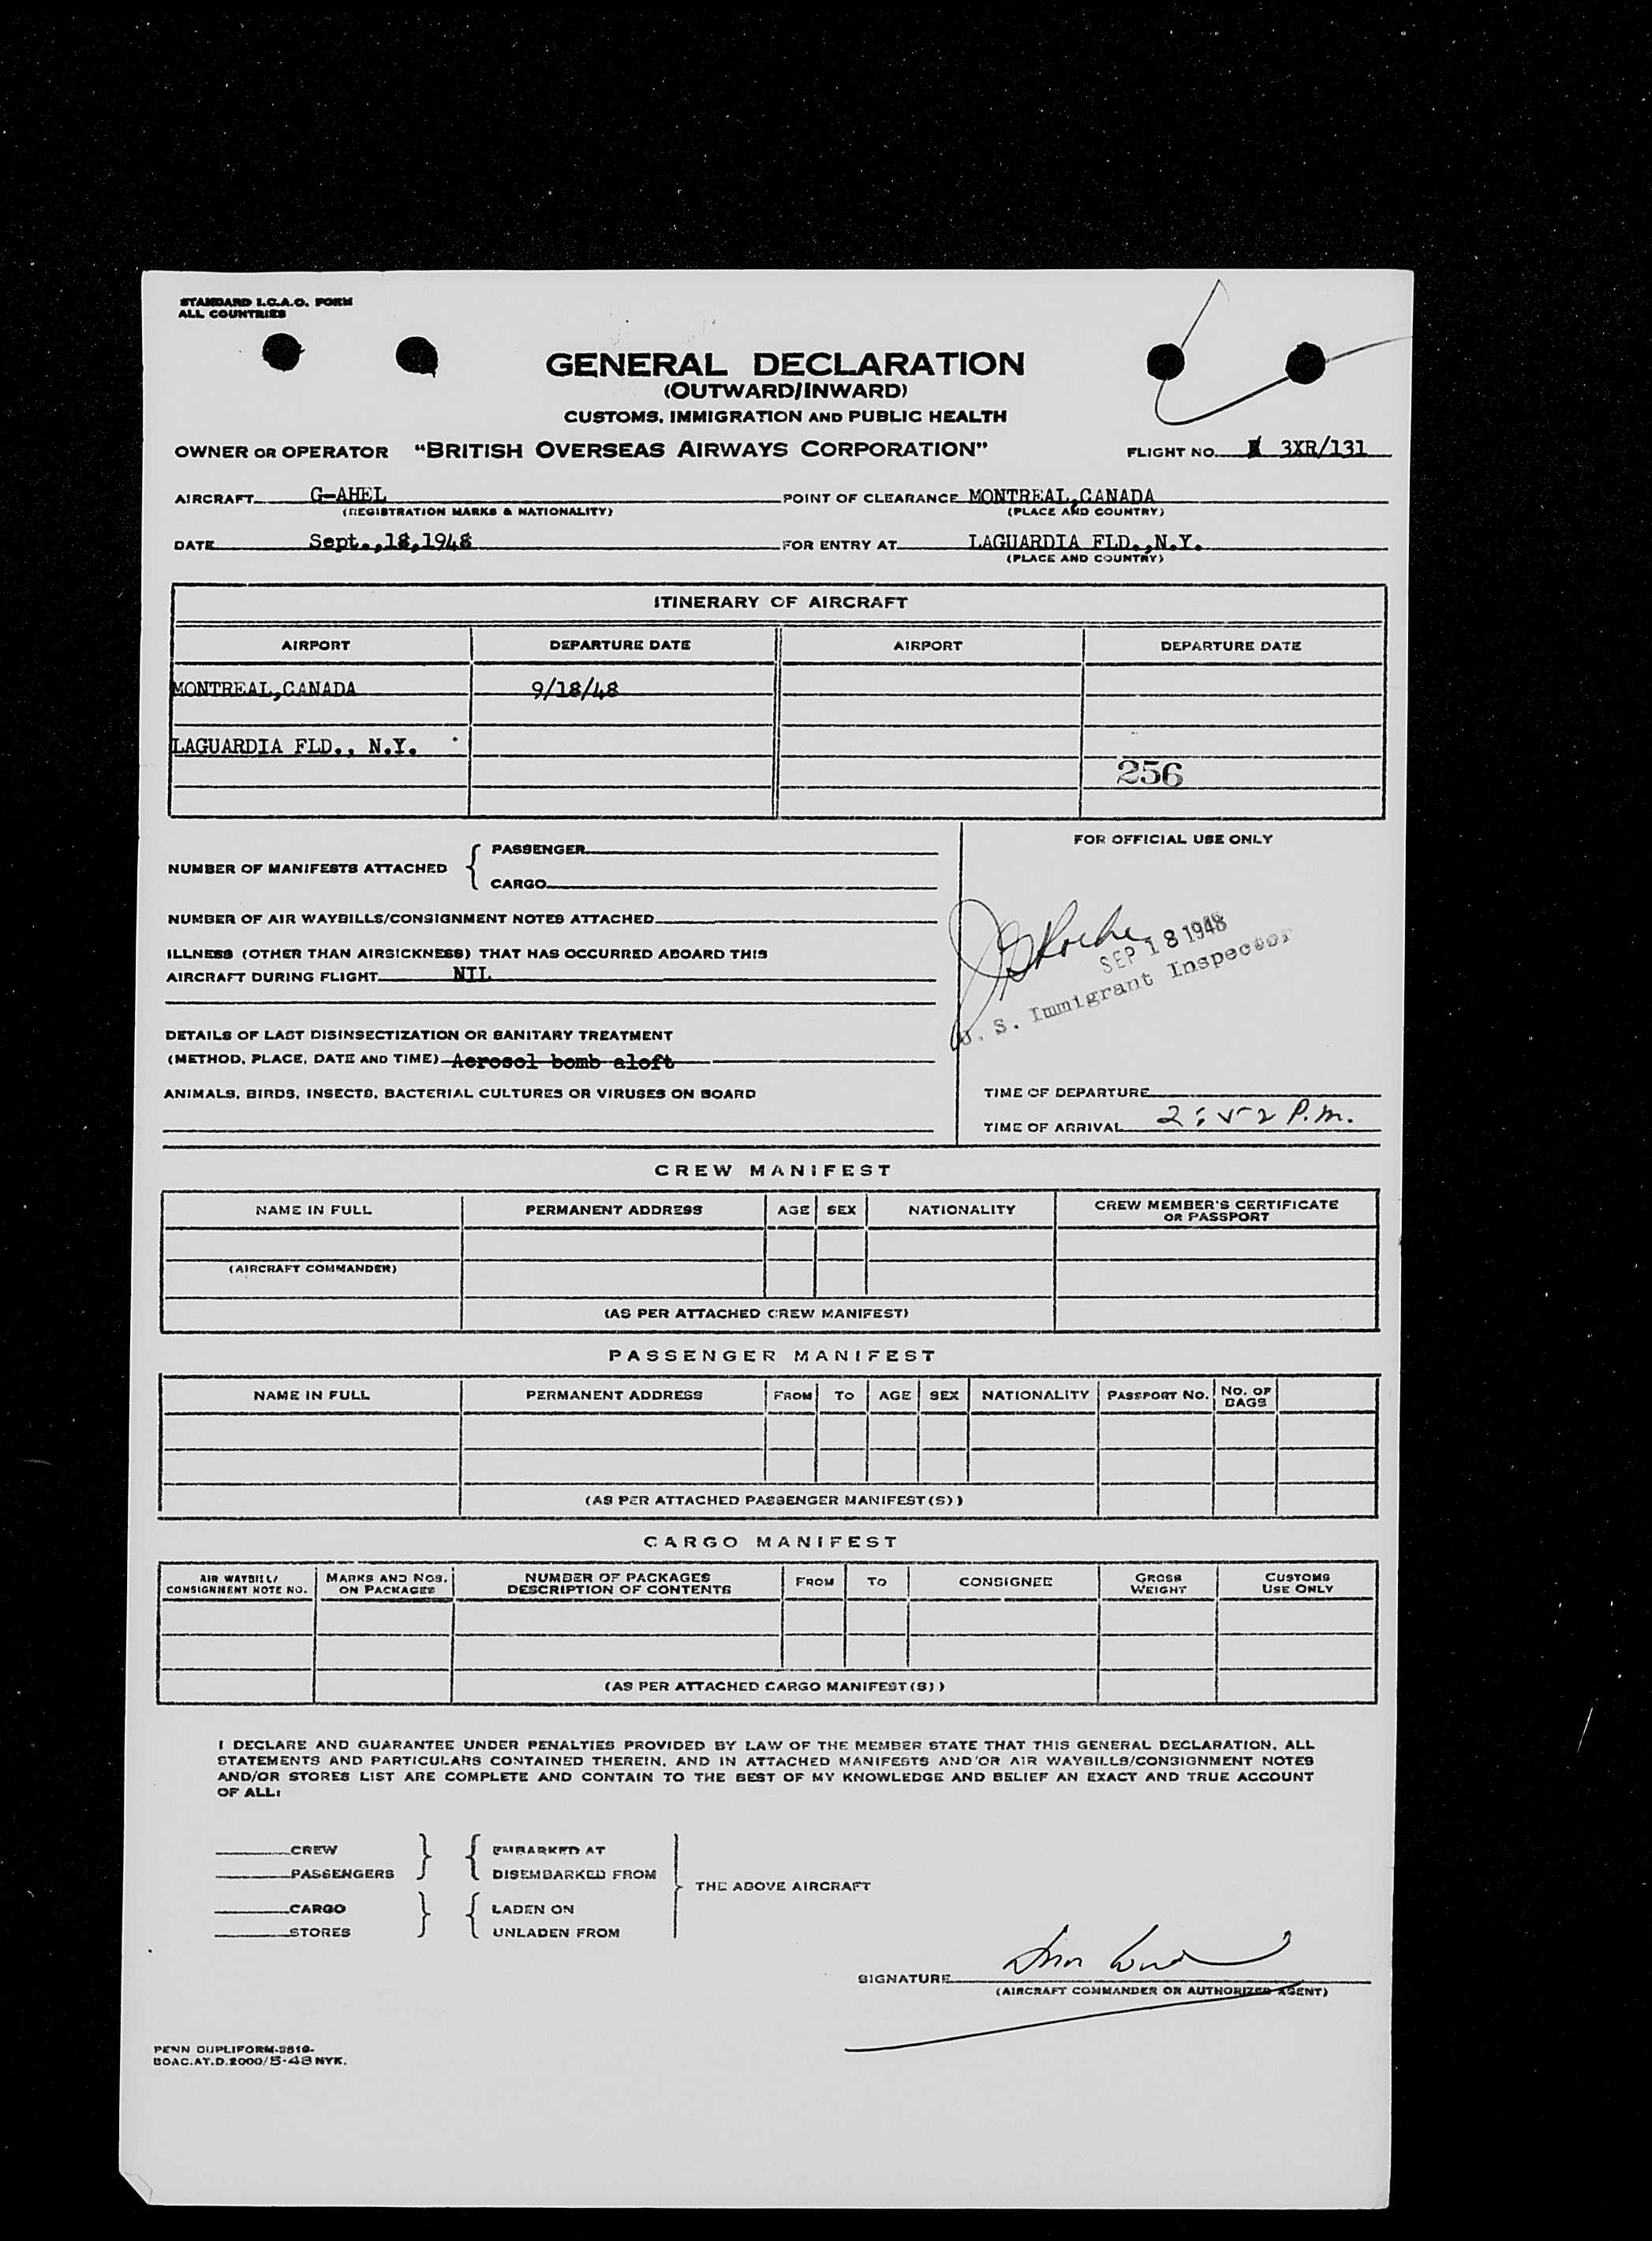 STANDARD I.C.A.O. FORM
ALL COUNTRIES
GENERAL DECLARATION
(OUTWARD/INWARD)
CUSTOMS, IMMIGRATION AND PUBLIC HEALTH
OWNER OR OPERATOR "BRITISH OVERSEAS AIRWAYS CORPORATION" FLIGHT NO. 3XR/131
AIRCRAFT G-AHEL POINT OF CLEARANCE MONTREAL, CANADA
(REGISTRATION MARKS & NATIONALITY) (PLACE AND COUNTRY)
DATE Sept.,18,1948 FOR ENTRY AT LAGUARDIA FLD., N.Y.
(PLACE AND COUNTRY)
ITINERARY OF AIRCRAFT
AIRPORT DEPARTURE DATE AIRPORT DEPARTURE DATE
MONTREAL, CANADA 9/18/48
LAGUARDIA FLD., N.Y.
256
FOR OFFICIAL USE ONLY
NUMBER OF MANIFESTS ATTACHED { PASSENGER
CARGO
NUMBER OF AIR WAYBILLS/CONSIGNMENT NOTES ATTACHED
ILLNESS (OTHER THAN AIRSICKNESS) THAT HAS OCCURRED ABOARD THIS
AIRCRAFT DURING FLIGHT NIL
SEP 18 1948
U. S. Immigrant Inspector
DETAILS OF LAST DISINSECTIZATION OR SANITARY TREATMENT
(METHOD, PLACE, DATE AND TIME) Aerosol bomb aloft
ANIMALS, BIRDS, INSECTS, BACTERIAL CULTURES OR VIRUSES ON BOARD
TIME OF DEPARTURE
TIME OF ARRIVAL 2:52 P.M.
CREW MANIFEST
NAME IN FULL PERMANENT ADDRESS AGE SEX NATIONALITY CREW MEMBER'S CERTIFICATE
OR PASSPORT
(AIRCRAFT COMMANDER)
(AS PER ATTACHED CREW MANIFEST)
PASSENGER MANIFEST
NAME IN FULL PERMANENT ADDRESS FROM TO AGE SEX NATIONALITY PASSPORT NO. NO. OF
BAGS
(AS PER ATTACHED PASSENGER MANIFEST(S))
CARGO MANIFEST
AIR WAYBILL/ MARKS AND NOS. NUMBER OF PACKAGES FROM TO CONSIGNEE GROSS CUSTOMS
CONSIGNMENT NOTE NO. ON PACKAGES DESCRIPTION OF CONTENTS WEIGHT USE ONLY
(AS PER ATTACHED CARGO MANIFEST(S))
I DECLARE AND GUARANTEE UNDER PENALTIES PROVIDED BY LAW OF THE MEMBER STATE THAT THIS GENERAL DECLARATION, ALL
STATEMENTS AND PARTICULARS CONTAINED THEREIN, AND IN ATTACHED MANIFESTS AND/OR AIR WAYBILLS/CONSIGNMENT NOTES
AND/OR STORES LIST ARE COMPLETE AND CONTAIN TO THE BEST OF MY KNOWLEDGE AND BELIEF AN EXACT AND TRUE ACCOUNT
OF ALL:
CREW } { EMBARKED AT
PASSENGERS DISEMBARKED FROM
THE ABOVE AIRCRAFT
CARGO } { LADEN ON
STORES UNLADEN FROM
SIGNATURE
(AIRCRAFT COMMANDER OR AUTHORIZED AGENT)
PENN DUPLIFORM-5810-
BOAC.AT.D.2000/5-48 NYK.